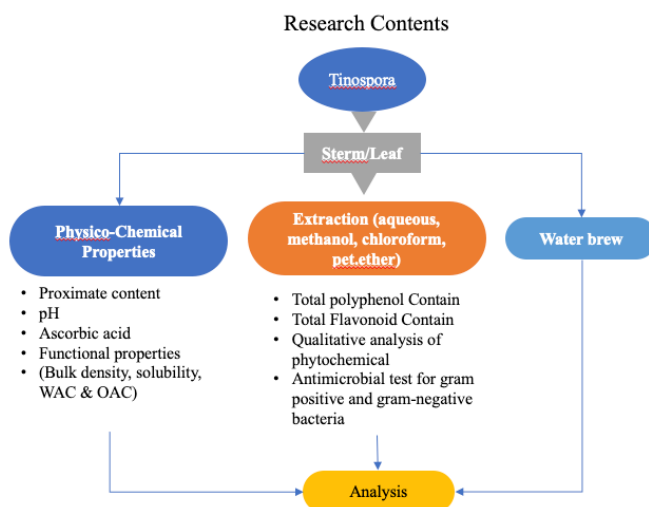 Research Contents
Tinospora
Sterm/Leaf
Physico-Chemical
Properties
• Proximate content
• pH
• Ascorbic acid
• Functional properties
• (Bulk density, solubility,
WAC & OAC)
Extraction (aqueous,
methanol, chloroform,
pet.ether)
• Total polyphenol Contain
• Total Flavonoid Contain
• Qualitative analysis of
phytochemical
• Antimicrobial test for gram
positive and gram-negative
bacteria
Water brew
Analysis